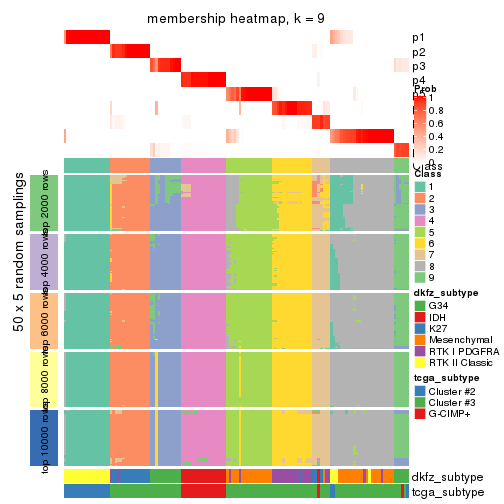 membership heatmap, k = 9
p1
p2
p3
p4
Prob
1
0.8
0.6
0.4
0.2
Class
Class
1
2
3
4
5
6
7
8
9
50 x 5 random samplings
top 2000 rows
top 4000 rows
top 6000 rows
top 8000 rows
top 10000 rows
dkfz_subtype
G34
IDH
K27
Mesenchymal
RTK I PDGFRA
RTK II Classic
tcga_subtype
Cluster #2
Cluster #3
G-CIMP+
dkfz_subtype
tcga_subtype